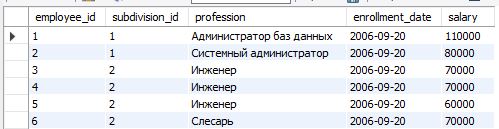 employee_id subdivision_id profession enrollment_date salary
1 1 Администратор баз данных 2006-09-20 110000
2 1 Системный администратор 2006-09-20 80000
3 2 Инженер 2006-09-20 70000
4 2 Инженер 2006-09-20 70000
5 2 Инженер 2006-09-20 60000
6 2 Слесарь 2006-09-20 70000